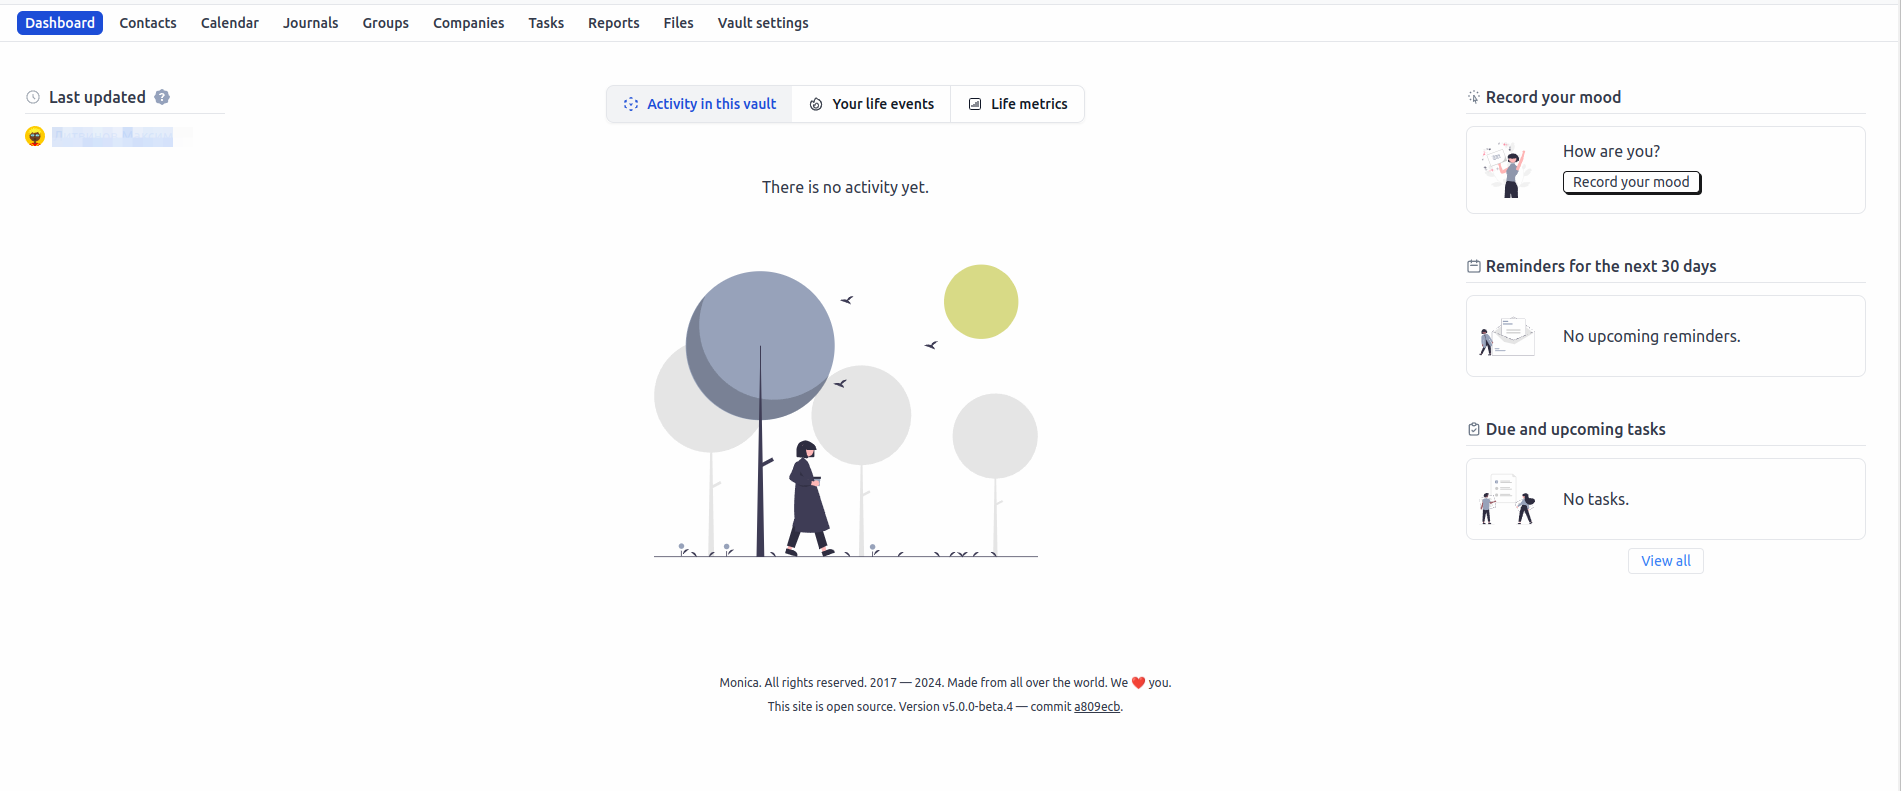 Dashboard Contacts Calendar Journals Groups Companies Tasks Reports Files Vault settings
Last updated ?
Activity in this vault Your life events Life metrics
There is no activity yet.
Record your mood
How are you?
Record your mood
Reminders for the next 30 days
No upcoming reminders.
Due and upcoming tasks
No tasks.
View all
Monica. All rights reserved. 2017 — 2024. Made from all over the world. We ❤️ you.
This site is open source. Version v5.0.0-beta.4 — commit a809ecb.